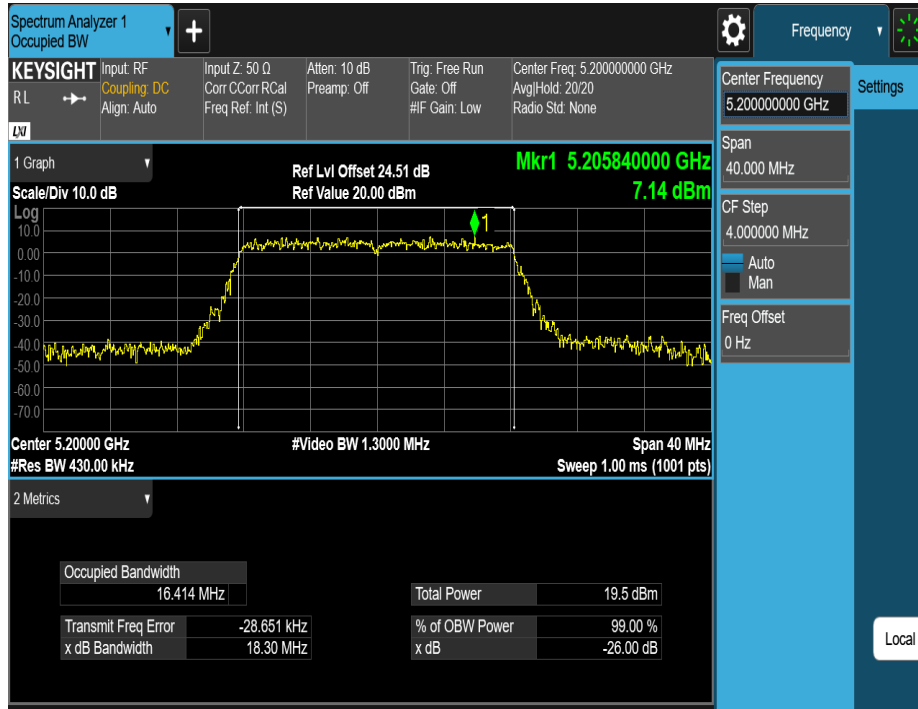 Spectrum Analyzer 1
Occupied BW
+
Frequency
KEYSIGHT
R L
LXI
Input: RF
Coupling: DC
Align: Auto
Input Z: 50 Ω
Corr CCorr RCal
Freq Ref: Int (S)
Atten: 10 dB
Preamp: Off
Trig: Free Run
Gate: Off
#IF Gain: Low
Center Freq: 5.200000000 GHz
Avg|Hold: 20/20
Radio Std: None
Center Frequency
5.200000000 GHz
Settings
Span
40.000 MHz
CF Step
4.000000 MHz
Auto
Man
Freq Offset
0 Hz
1 Graph
Scale/Div 10.0 dB
Ref Lvl Offset 24.51 dB
Ref Value 20.00 dBm
Mkr1 5.205840000 GHz
7.14 dBm
Log
10.0
0.00
-10.0
-20.0
-30.0
-40.0
-50.0
-60.0
-70.0
1
Center 5.20000 GHz
#Video BW 1.3000 MHz
Span 40 MHz
#Res BW 430.00 kHz
Sweep 1.00 ms (1001 pts)
2 Metrics
Occupied Bandwidth
16.414 MHz
Total Power 19.5 dBm
Transmit Freq Error -28.651 kHz
% of OBW Power 99.00 %
x dB Bandwidth 18.30 MHz
x dB -26.00 dB
Local